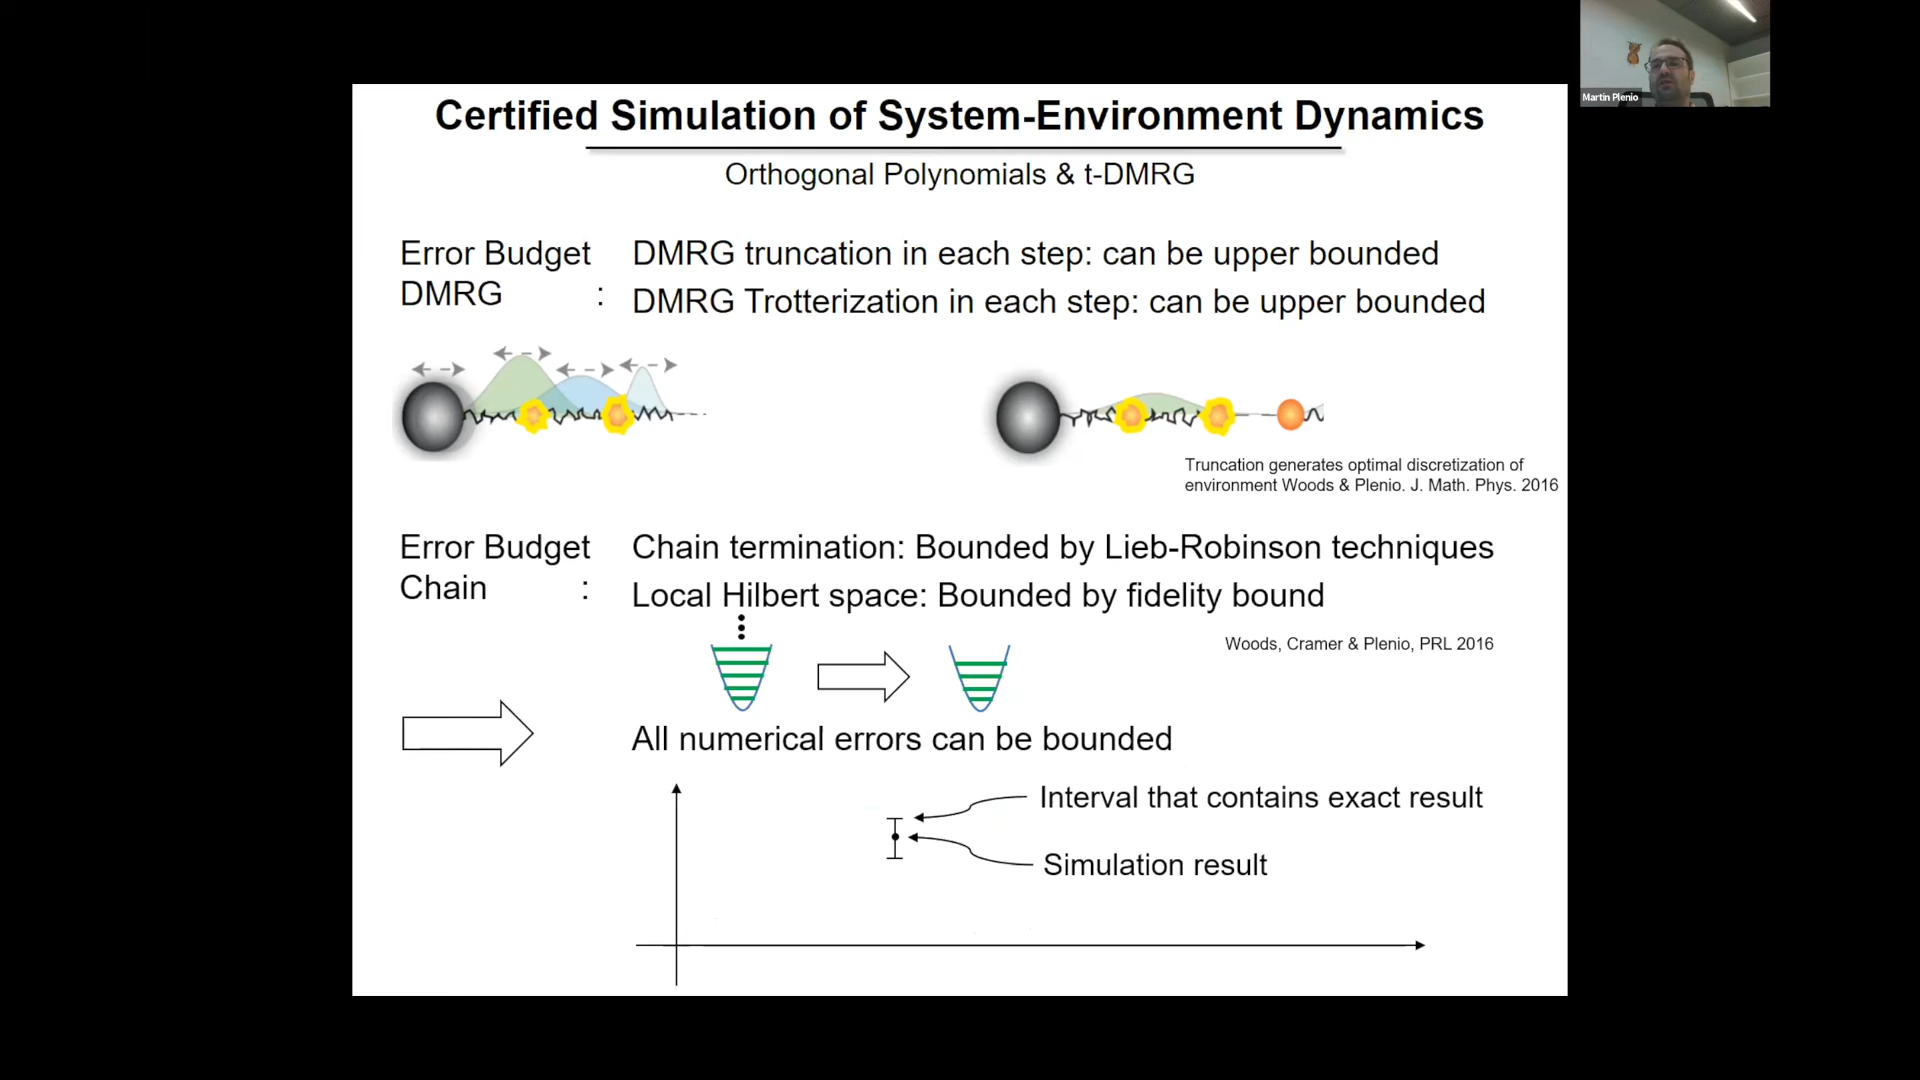 Certified Simulation of System-Environment Dynamics
Orthogonal Polynomials & t-DMRG
Error Budget DMRG :
DMRG truncation in each step: can be upper bounded
DMRG Trotterization in each step: can be upper bounded
Truncation generates optimal discretization of
environment Woods & Plenio. J. Math. Phys. 2016
Error Budget Chain :
Chain termination: Bounded by Lieb-Robinson techniques
Local Hilbert space: Bounded by fidelity bound
Woods, Cramer & Plenio, PRL 2016
All numerical errors can be bounded
Interval that contains exact result
Simulation result
Martin Plenio